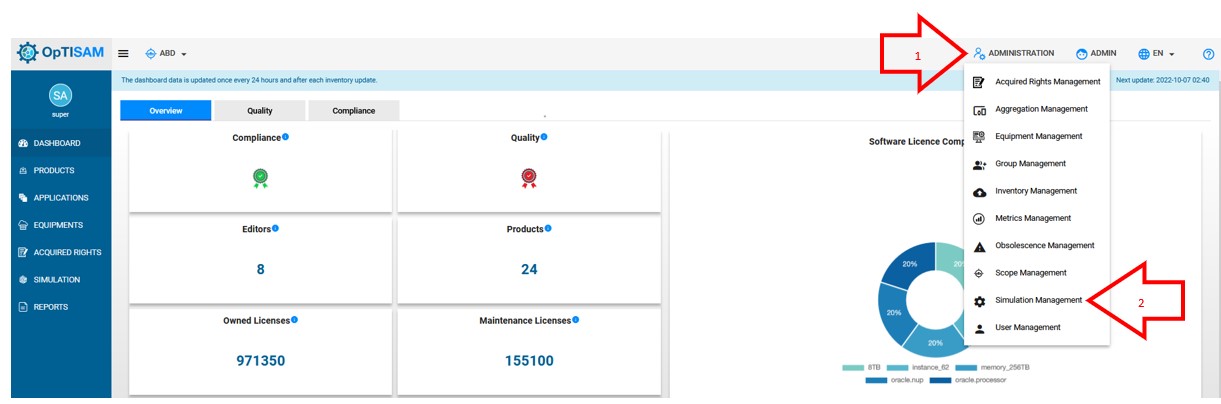 OpTISAM
ABD
1
ADMINISTRATION
ADMIN
EN
The dashboard data is updated once every 24 hours and after each inventory update.
Next update: 2022-10-07 02:40
SA
super
DASHBOARD
PRODUCTS
APPLICATIONS
EQUIPMENTS
ACQUIRED RIGHTS
SIMULATION
REPORTS
Overview
Quality
Compliance
Compliance
Quality
Editors
8
Products
24
Owned Licenses
971350
Maintenance Licenses
155100
Software Licence Comp
20%
20
20%
20%
8TB
instance_62
memory_256TB
oracle.nup
oracle.processor
Acquired Rights Management
Aggregation Management
Equipment Management
Group Management
Inventory Management
Metrics Management
Obsolescence Management
Scope Management
Simulation Management
2
User Management